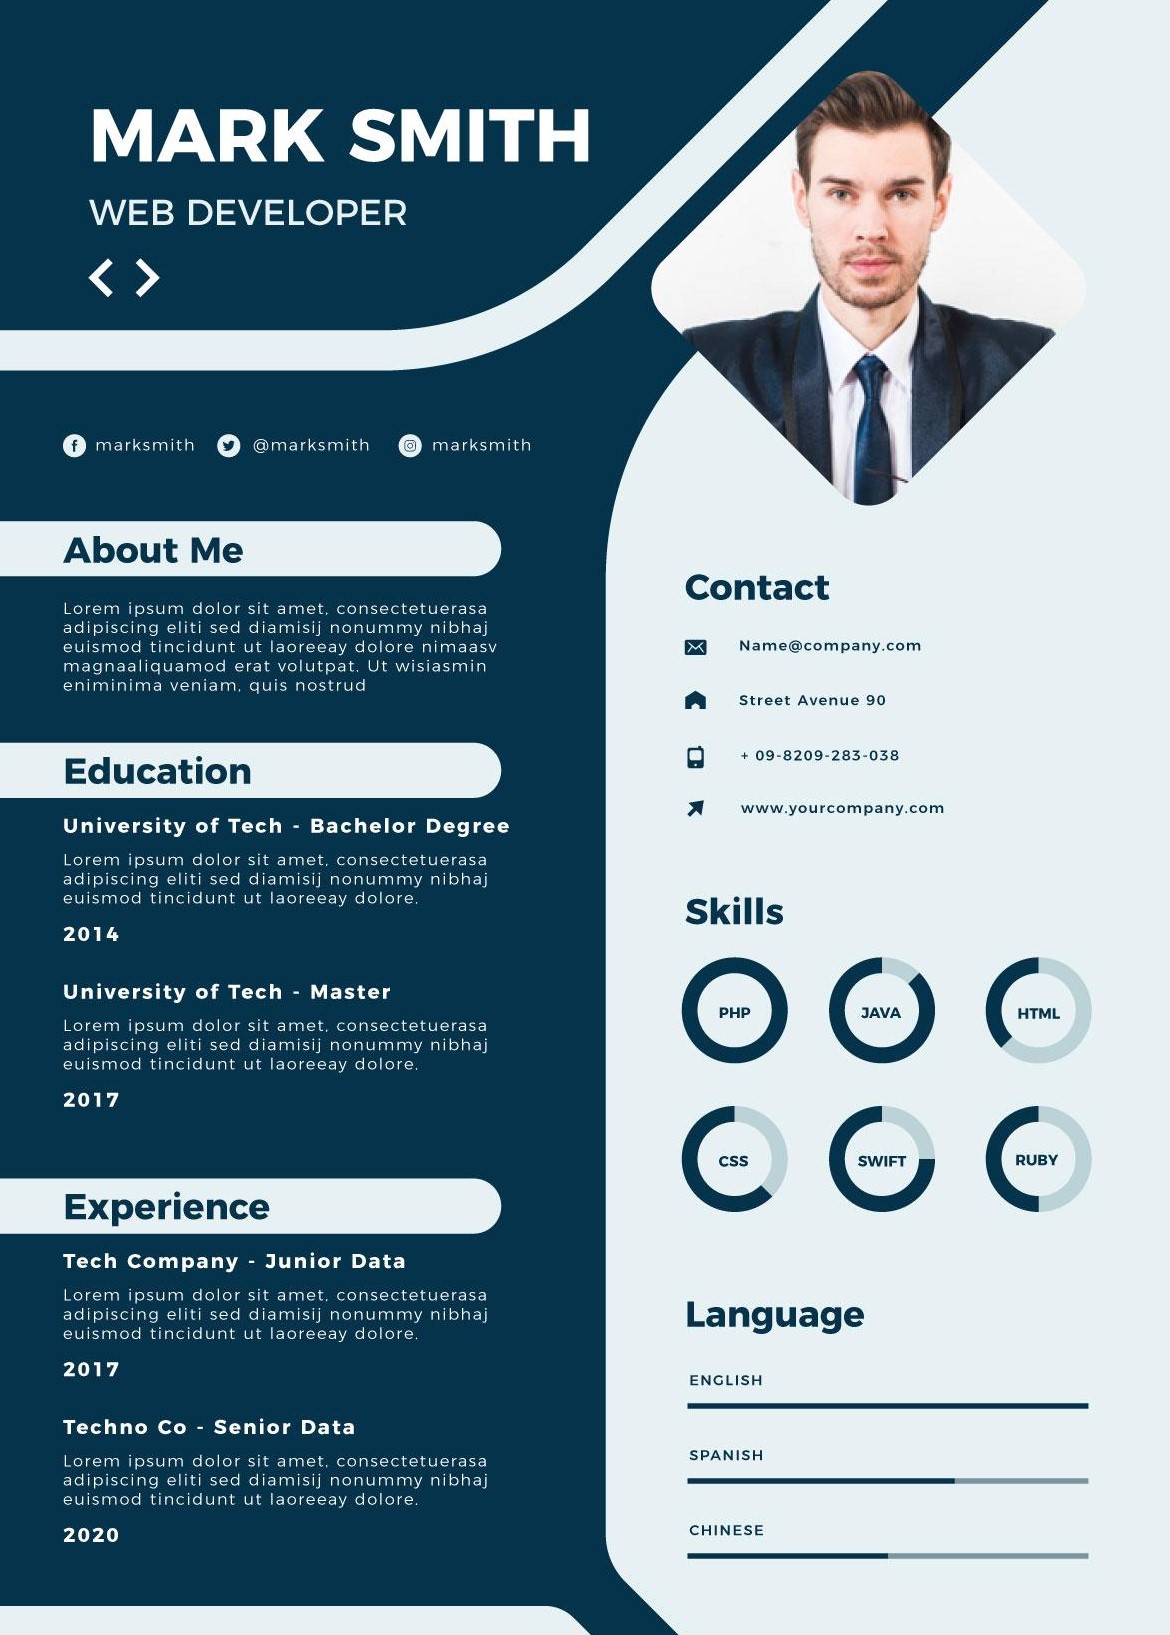 MARK SMITH
WEB DEVELOPER
marksmith @marksmith marksmith
About Me
Lorem ipsum dolor sit amet, consectetuerasa
adipiscing eliti sed diamisij nonummy nibhaj
euismod tincidunt ut laoreeay dolore nimaasv
magnaaliquamod erat volutpat. Ut wisiasmin
eniminima veniam, quis nostrud
Education
University of Tech - Bachelor Degree
Lorem ipsum dolor sit amet, consectetuerasa
adipiscing eliti sed diamisij nonummy nibhaj
euismod tincidunt ut laoreeay dolore.
2014
University of Tech - Master
Lorem ipsum dolor sit amet, consectetuerasa
adipiscing eliti sed diamisij nonummy nibhaj
euismod tincidunt ut laoreeay dolore.
2017
Experience
Tech Company - Junior Data
Lorem ipsum dolor sit amet, consectetuerasa
adipiscing eliti sed diamisij nonummy nibhaj
euismod tincidunt ut laoreeay dolore.
2017
Techno Co - Senior Data
Lorem ipsum dolor sit amet, consectetuerasa
adipiscing eliti sed diamisij nonummy nibhaj
euismod tincidunt ut laoreeay dolore.
2020
Contact
Name@company.com
Street Avenue 90
+ 09-8209-283-038
www.yourcompany.com
Skills
PHP JAVA HTML
CSS SWIFT RUBY
Language
ENGLISH
SPANISH
CHINESE